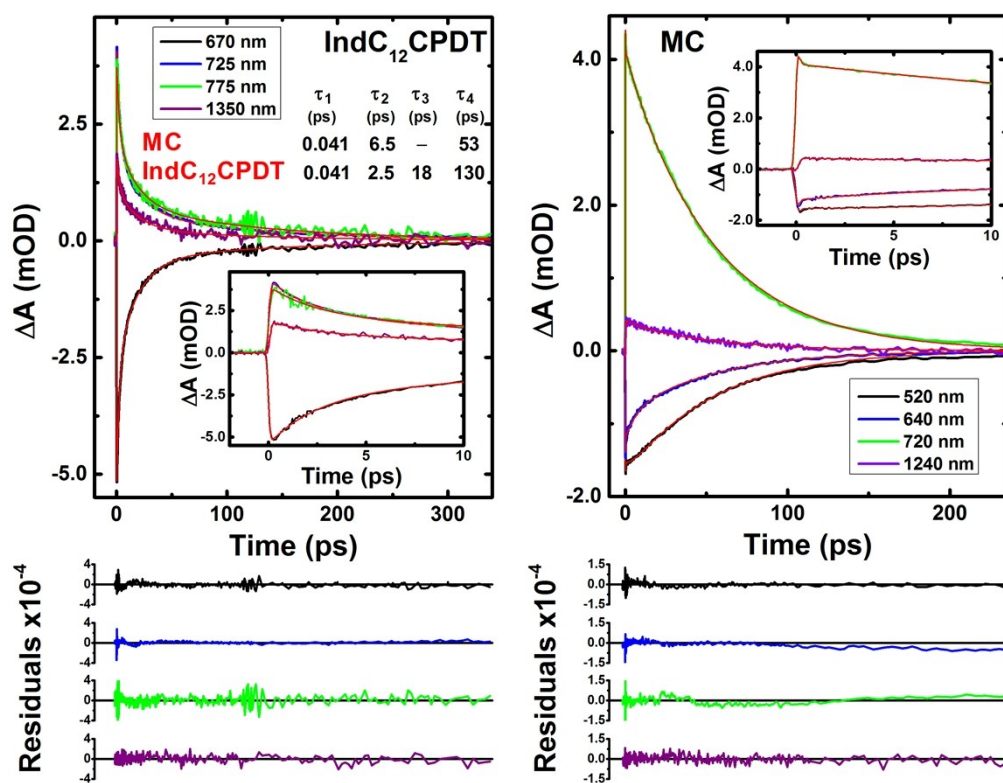 IndC₁₂CPDT
670 nm
725 nm
775 nm
1350 nm
τ₁ τ₂ τ₃ τ₄
(ps) (ps) (ps) (ps)
MC 0.041 6.5 – 53
IndC₁₂CPDT 0.041 2.5 18 130
ΔA (mOD)
2.5
0.0
-2.5
-5.0
ΔA (mOD)
2.5
0.0
-2.5
-5.0
0 5 10
Time (ps)
0 100 200 300
Time (ps)
MC
ΔA (mOD)
4.0
2.0
0.0
-2.0
ΔA (mOD)
4.0
2.0
0.0
-2.0
0 5 10
Time (ps)
520 nm
640 nm
720 nm
1240 nm
0 100 200
Time (ps)
Residuals x10⁻⁴
4
0
-4
4
0
-4
4
0
-4
4
0
-4
0 100 200 300
Residuals x10⁻⁴
1.5
0.0
-1.5
1.5
0.0
-1.5
1.5
0.0
-1.5
1.5
0.0
-1.5